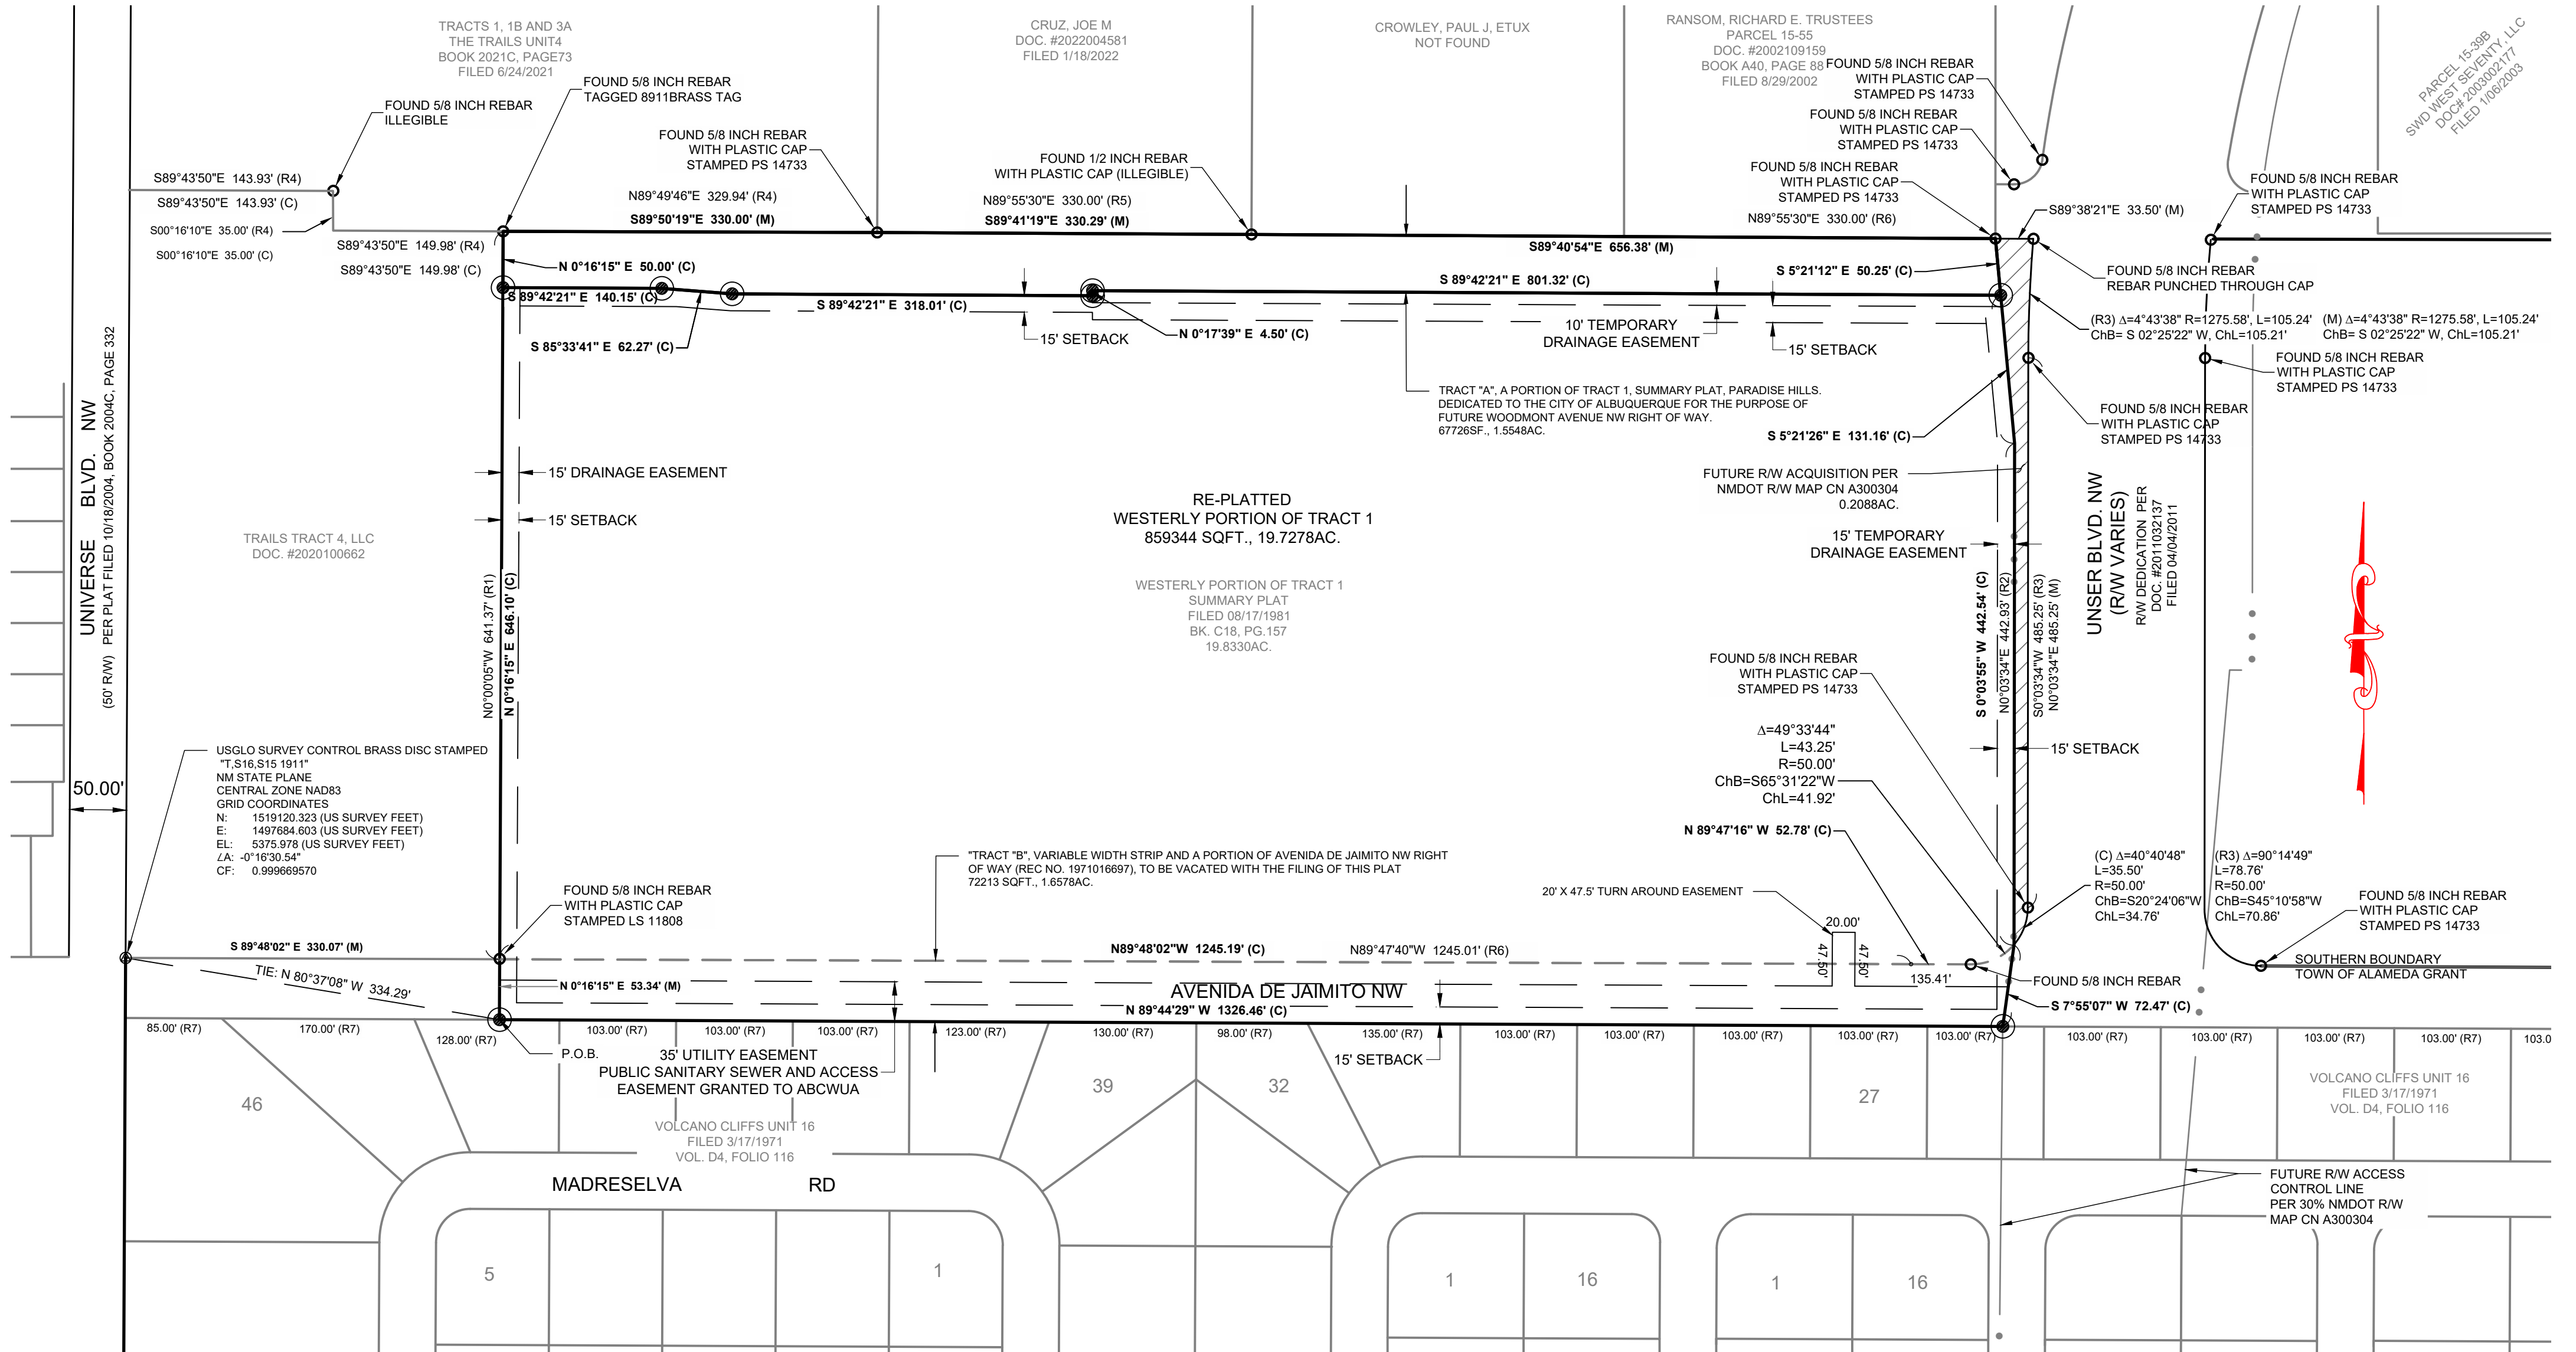 TRACTS 1, 1B AND 3A
THE TRAILS UNIT4
BOOK 2021C, PAGE73
FILED 6/24/2021
CRUZ, JOE M
DOC. #2022004581
FILED 1/18/2022
CROWLEY, PAUL J, ETUX
NOT FOUND
RANSOM, RICHARD E. TRUSTEES
PARCEL 15-55
DOC. #2002109159
BOOK A40, PAGE 88
FILED 8/29/2002
PARCEL 15-39B
SWD WEST SEVENTY, LLC
DOC# 2003002177
FILED 1/06/2003
FOUND 5/8 INCH REBAR
ILLEGIBLE
FOUND 5/8 INCH REBAR
TAGGED 8911BRASS TAG
FOUND 5/8 INCH REBAR
WITH PLASTIC CAP
STAMPED PS 14733
FOUND 1/2 INCH REBAR
WITH PLASTIC CAP (ILLEGIBLE)
FOUND 5/8 INCH REBAR
WITH PLASTIC CAP
STAMPED PS 14733
FOUND 5/8 INCH REBAR
WITH PLASTIC CAP
STAMPED PS 14733
FOUND 5/8 INCH REBAR
WITH PLASTIC CAP
STAMPED PS 14733
FOUND 5/8 INCH REBAR
WITH PLASTIC CAP
STAMPED PS 14733
S89°43'50"E 143.93' (R4)
S89°43'50"E 143.93' (C)
S00°16'10"E 35.00' (R4)
S00°16'10"E 35.00' (C)
S89°43'50"E 149.98' (R4)
S89°43'50"E 149.98' (C)
N89°49'46"E 329.94' (R4)
S89°50'19"E 330.00' (M)
N89°55'30"E 330.00' (R5)
S89°41'19"E 330.29' (M)
N89°55'30"E 330.00' (R6)
S89°40'54"E 656.38' (M)
S89°38'21"E 33.50' (M)
N 0°16'15" E 50.00' (C)
S 89°42'21" E 140.15' (C)
S 85°33'41" E 62.27' (C)
S 89°42'21" E 318.01' (C)
15' SETBACK
N 0°17'39" E 4.50' (C)
S 89°42'21" E 801.32' (C)
10' TEMPORARY
DRAINAGE EASEMENT
15' SETBACK
S 5°21'12" E 50.25' (C)
FOUND 5/8 INCH REBAR
REBAR PUNCHED THROUGH CAP
(R3) Δ=4°43'38" R=1275.58', L=105.24'
ChB= S 02°25'22" W, ChL=105.21'
(M) Δ=4°43'38" R=1275.58', L=105.24'
ChB= S 02°25'22" W, ChL=105.21'
FOUND 5/8 INCH REBAR
WITH PLASTIC CAP
STAMPED PS 14733
FOUND 5/8 INCH REBAR
WITH PLASTIC CAP
STAMPED PS 14733
TRACT "A", A PORTION OF TRACT 1, SUMMARY PLAT, PARADISE HILLS.
DEDICATED TO THE CITY OF ALBUQUERQUE FOR THE PURPOSE OF
FUTURE WOODMONT AVENUE NW RIGHT OF WAY.
67726SF., 1.5548AC.
S 5°21'26" E 131.16' (C)
FUTURE R/W ACQUISITION PER
NMDOT R/W MAP CN A300304
0.2088AC.
15' TEMPORARY
DRAINAGE EASEMENT
UNIVERSE BLVD. NW
(50' R/W) PER PLAT FILED 10/18/2004, BOOK 2004C, PAGE 332
TRAILS TRACT 4, LLC
DOC. #2020100662
15' DRAINAGE EASEMENT
15' SETBACK
N0°00'05"W 641.37' (R1)
N 0°16'15" E 646.10' (C)
RE-PLATTED
WESTERLY PORTION OF TRACT 1
859344 SQFT., 19.7278AC.
WESTERLY PORTION OF TRACT 1
SUMMARY PLAT
FILED 08/17/1981
BK. C18, PG.157
19.8330AC.
S 0°03'55" W 442.54' (C)
N0°03'34"E 442.93' (R2)
S0°03'34"W 485.25' (R3)
N0°03'34"E 485.25' (M)
UNSER BLVD. NW
(R/W VARIES)
R/W DEDICATION PER
DOC. #2011032137
FILED 04/04/2011
FOUND 5/8 INCH REBAR
WITH PLASTIC CAP
STAMPED PS 14733
Δ=49°33'44"
L=43.25'
R=50.00'
ChB=S65°31'22"W
ChL=41.92'
15' SETBACK
N 89°47'16" W 52.78' (C)
USGLO SURVEY CONTROL BRASS DISC STAMPED
"T,S16,S15 1911"
NM STATE PLANE
CENTRAL ZONE NAD83
GRID COORDINATES
N: 1519120.323 (US SURVEY FEET)
E: 1497684.603 (US SURVEY FEET)
EL: 5375.978 (US SURVEY FEET)
∠A: -0°16'30.54"
CF: 0.999669570
50.00'
"TRACT "B", VARIABLE WIDTH STRIP AND A PORTION OF AVENIDA DE JAIMITO NW RIGHT
OF WAY (REC NO. 1971016697), TO BE VACATED WITH THE FILING OF THIS PLAT
72213 SQFT., 1.6578AC.
FOUND 5/8 INCH REBAR
WITH PLASTIC CAP
STAMPED LS 11808
20' X 47.5' TURN AROUND EASEMENT
20.00'
47.50'
47.50'
135.41'
(C) Δ=40°40'48"
L=35.50'
R=50.00'
ChB=S20°24'06"W
ChL=34.76'
(R3) Δ=90°14'49"
L=78.76'
R=50.00'
ChB=S45°10'58"W
ChL=70.86'
FOUND 5/8 INCH REBAR
WITH PLASTIC CAP
STAMPED PS 14733
S 89°48'02" E 330.07' (M)
TIE: N 80°37'08" W 334.29'
N89°48'02"W 1245.19' (C)
N89°47'40"W 1245.01' (R6)
SOUTHERN BOUNDARY
TOWN OF ALAMEDA GRANT
FOUND 5/8 INCH REBAR
N 0°16'15" E 53.34' (M)
AVENIDA DE JAIMITO NW
N 89°44'29" W 1326.46' (C)
S 7°55'07" W 72.47' (C)
85.00' (R7)
170.00' (R7)
128.00' (R7)
103.00' (R7)
103.00' (R7)
103.00' (R7)
123.00' (R7)
130.00' (R7)
98.00' (R7)
135.00' (R7)
103.00' (R7)
103.00' (R7)
103.00' (R7)
103.00' (R7)
103.00' (R7)
103.00' (R7)
103.00' (R7)
103.00' (R7)
103.00' (R7)
103.0
P.O.B.
35' UTILITY EASEMENT
PUBLIC SANITARY SEWER AND ACCESS
EASEMENT GRANTED TO ABCWUA
15' SETBACK
46
39
32
27
VOLCANO CLIFFS UNIT 16
FILED 3/17/1971
VOL. D4, FOLIO 116
VOLCANO CLIFFS UNIT 16
FILED 3/17/1971
VOL. D4, FOLIO 116
MADRESELVA RD
FUTURE R/W ACCESS
CONTROL LINE
PER 30% NMDOT R/W
MAP CN A300304
5
1
1
16
1
16